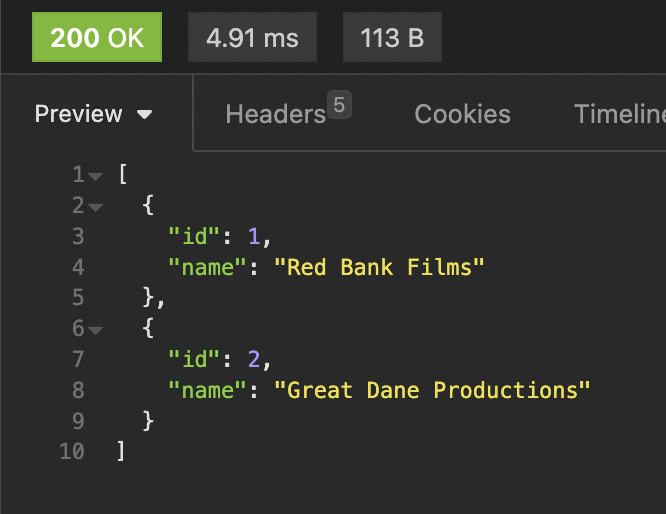 200 OK 4.91 ms 113 B
Preview Headers 5 Cookies Timeline
1 [
2 {
3 "id": 1,
4 "name": "Red Bank Films"
5 },
6 {
7 "id": 2,
8 "name": "Great Dane Productions"
9 }
10 ]